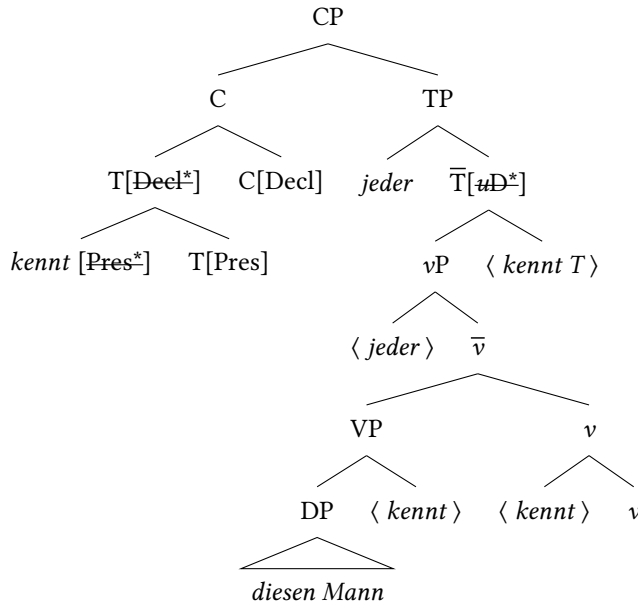 CP
C TP
T[Decl*] C[Decl] jeder T̅[uD*]
kennt [Pres*] T[Pres] vP ⟨ kennt T ⟩
⟨ jeder ⟩ v̅
VP v
DP ⟨ kennt ⟩ ⟨ kennt ⟩ v
diesen Mann